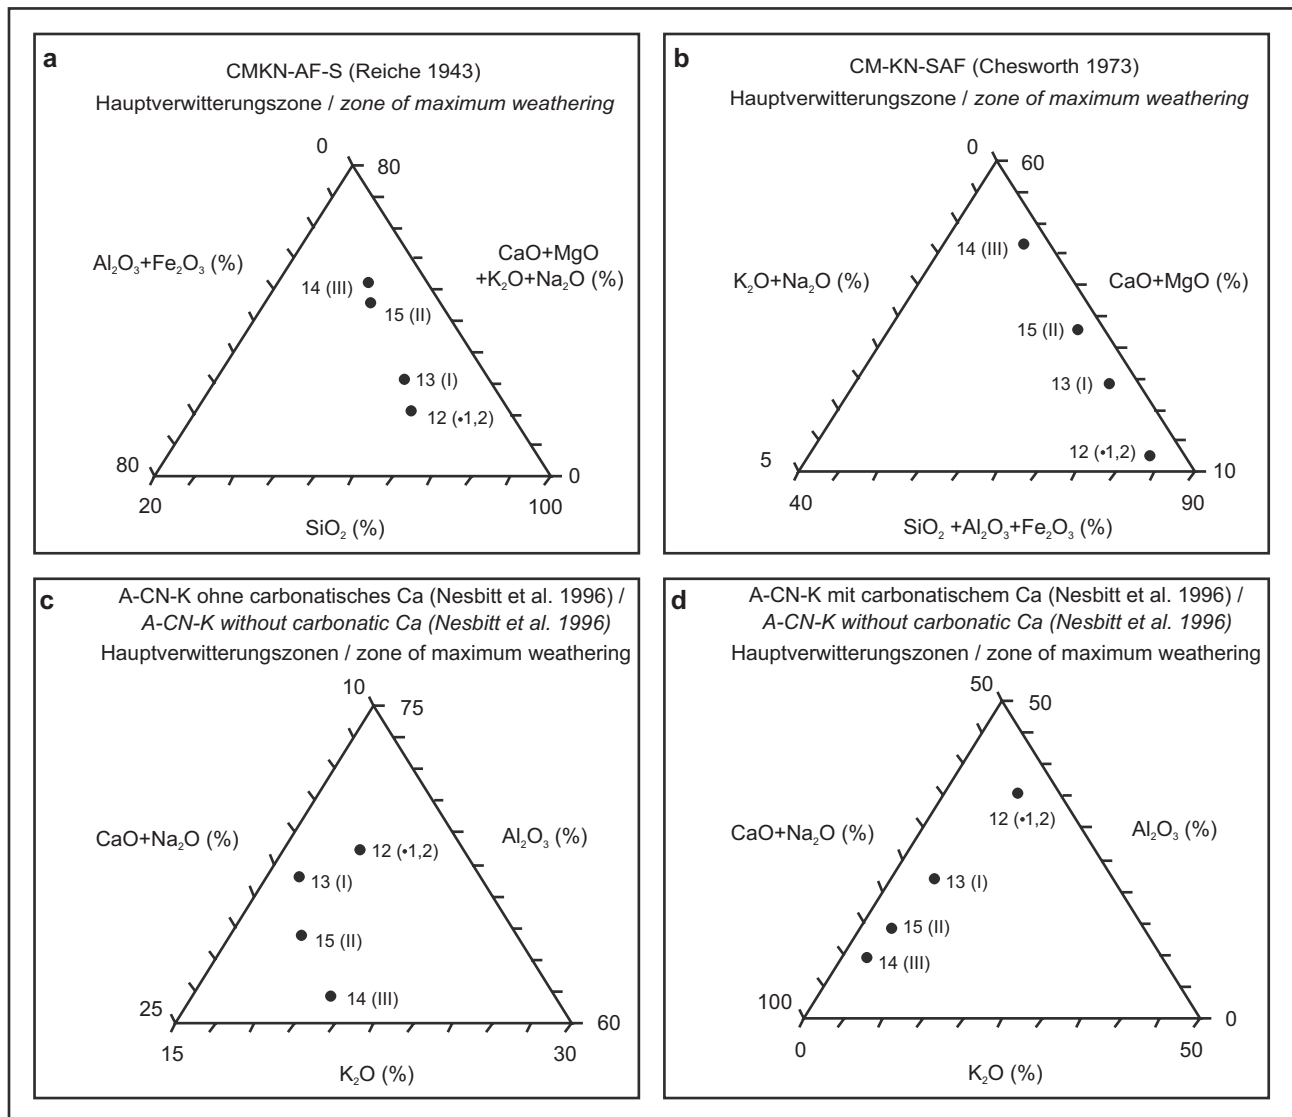 a
CMKN-AF-S (Reiche 1943)
Hauptverwitterungszone / zone of maximum weathering
0
80
Al₂O₃+Fe₂O₃ (%)
CaO+MgO
+K₂O+Na₂O (%)
14 (III)
15 (II)
13 (I)
12 (•1,2)
80
0
20
100
SiO₂ (%)
b
CM-KN-SAF (Chesworth 1973)
Hauptverwitterungszone / zone of maximum weathering
0
60
14 (III)
K₂O+Na₂O (%)
CaO+MgO (%)
15 (II)
13 (I)
12 (•1,2)
5
10
40
90
SiO₂ +Al₂O₃+Fe₂O₃ (%)
c
A-CN-K ohne carbonatisches Ca (Nesbitt et al. 1996) /
A-CN-K without carbonatic Ca (Nesbitt et al. 1996)
Hauptverwitterungszonen / zone of maximum weathering
10
75
CaO+Na₂O (%)
Al₂O₃ (%)
12 (•1,2)
13 (I)
15 (II)
14 (III)
25
60
15
30
K₂O (%)
d
A-CN-K mit carbonatischem Ca (Nesbitt et al. 1996) /
A-CN-K without carbonatic Ca (Nesbitt et al. 1996)
Hauptverwitterungszonen / zone of maximum weathering
50
50
12 (•1,2)
CaO+Na₂O (%)
Al₂O₃ (%)
13 (I)
15 (II)
14 (III)
100
0
0
50
K₂O (%)